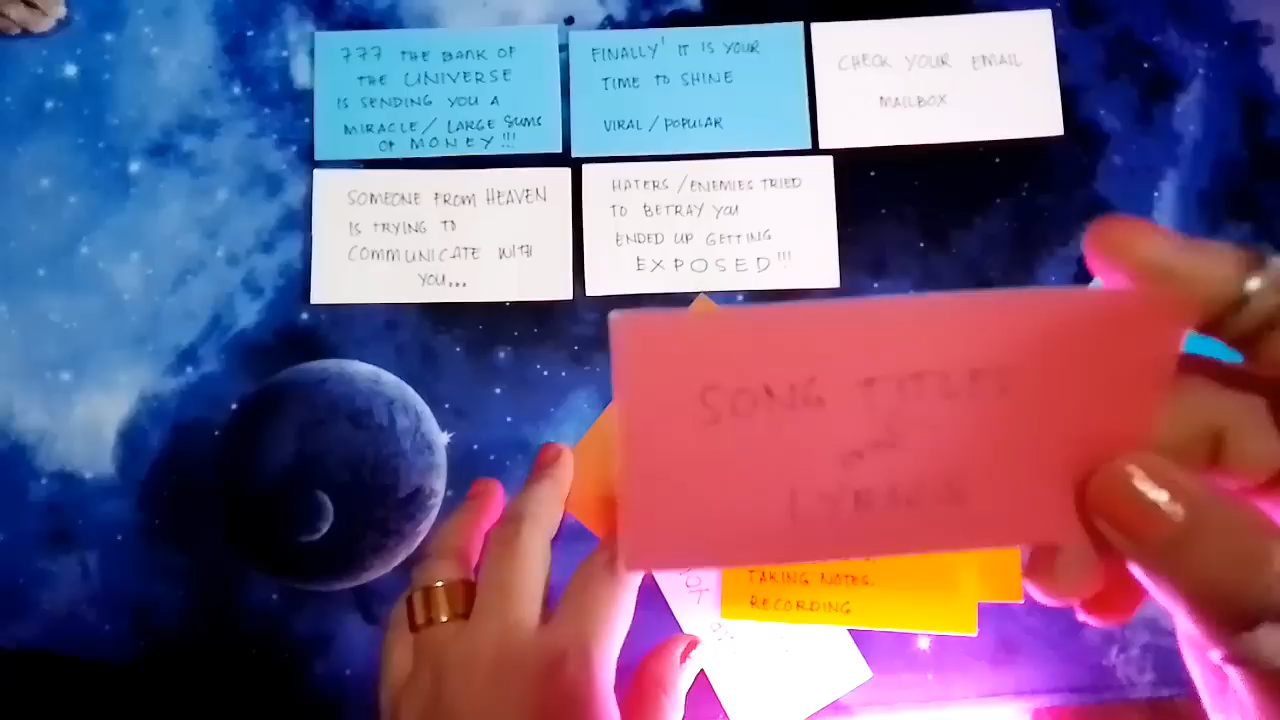 777 THE BANK OF
THE UNIVERSE
IS SENDING YOU A
MIRACLE/ LARGE SUMS
OF MONEY!!!
FINALLY! IT IS YOUR
TIME TO SHINE
VIRAL/POPULAR
CHECK YOUR EMAIL
MAILBOX
SOMEONE FROM HEAVEN
IS TRYING TO
COMMUNICATE WITH
YOU...
HATERS/ENEMIES TRIED
TO BETRAY YOU
ENDED UP GETTING
EXPOSED!!!
SONG TITLES
LYRICS
TAKING NOTES.
RECORDING